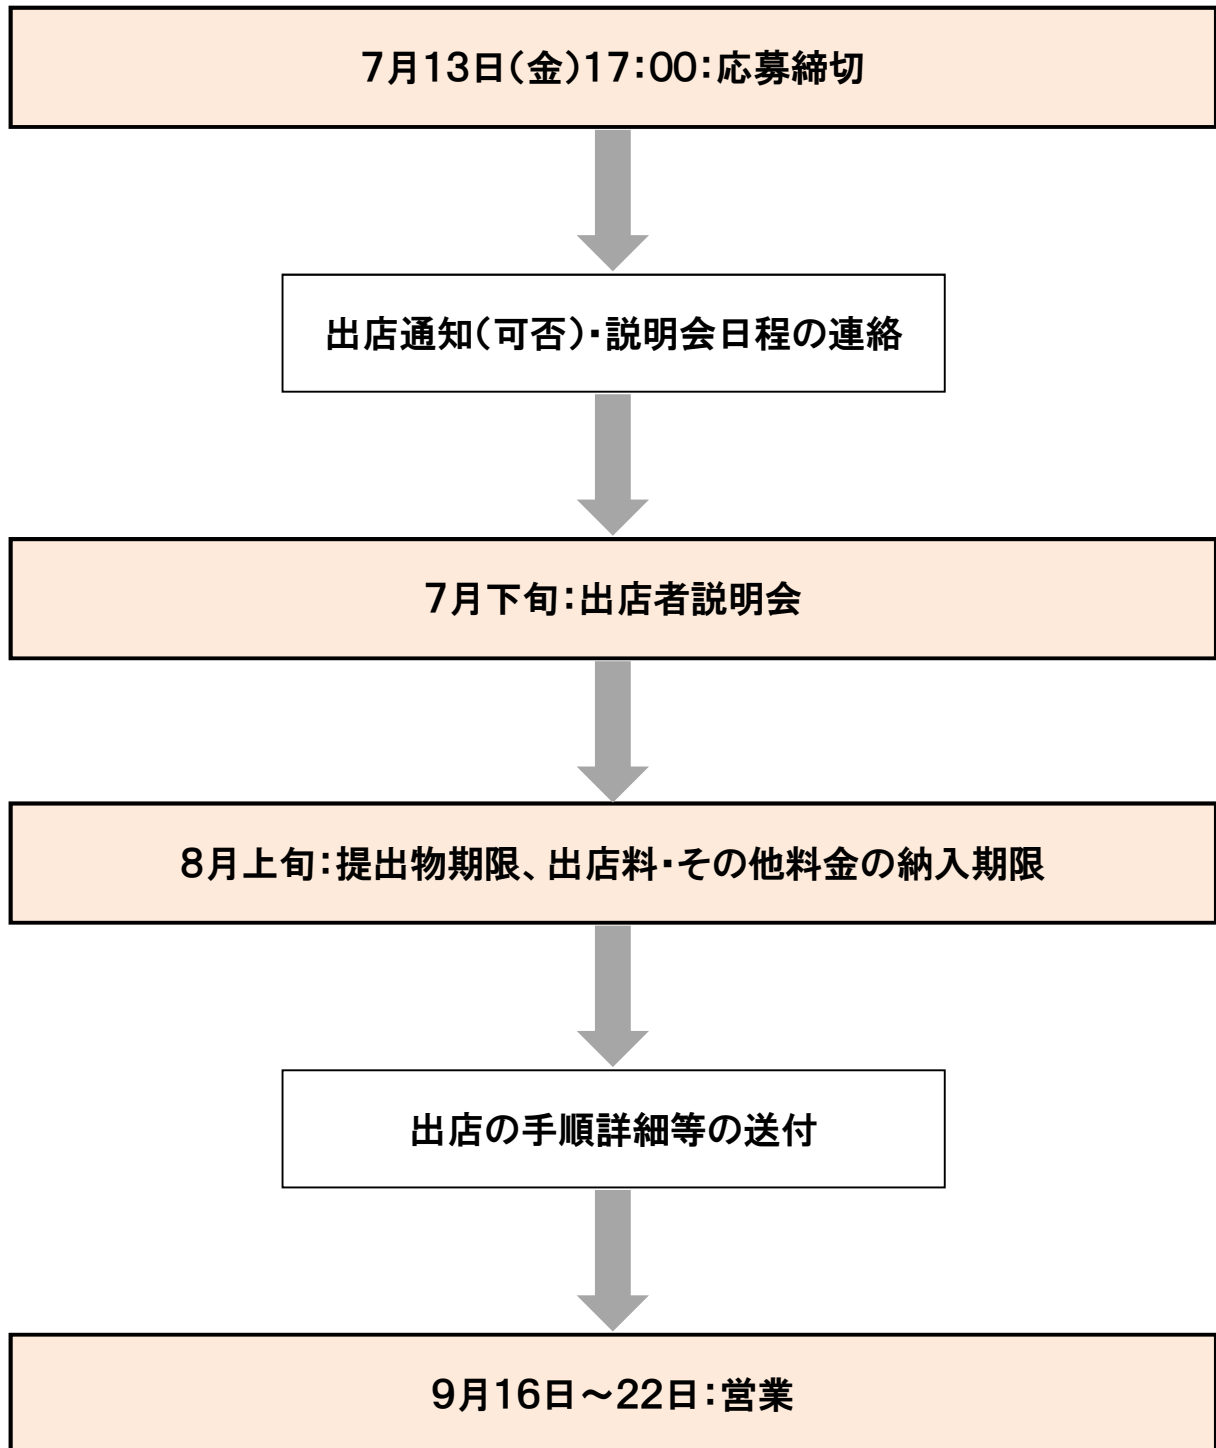 7月13日(金)17:00:応募締切
出店通知(可否)・説明会日程の連絡
7月下旬:出店者説明会
8月上旬:提出物期限、出店料・その他料金の納入期限
出店の手順詳細等の送付
9月16日~22日:営業